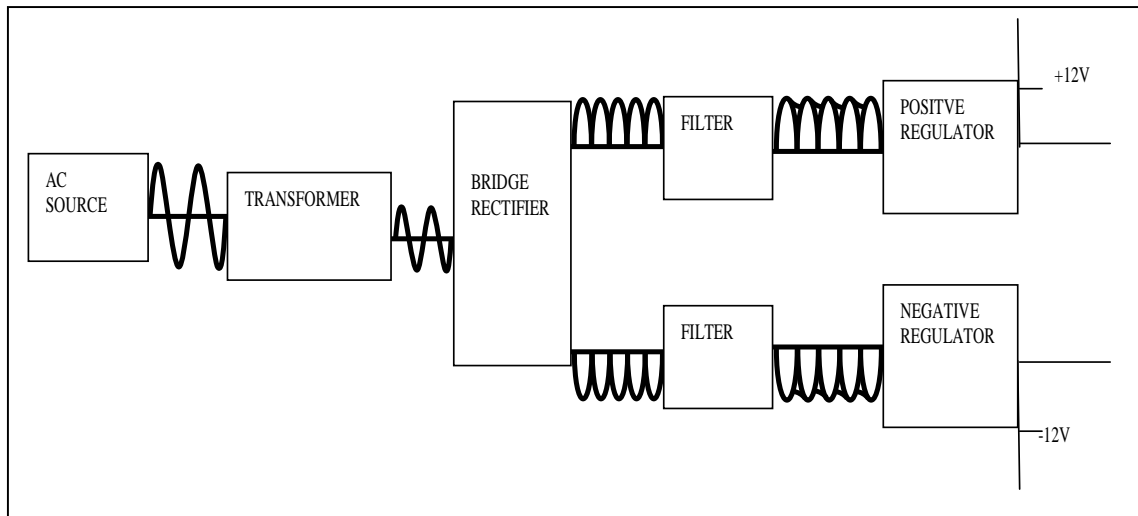 AC
SOURCE
TRANSFORMER
BRIDGE
RECTIFIER
FILTER
POSITVE
REGULATOR
+12V
FILTER
NEGATIVE
REGULATOR
-12V